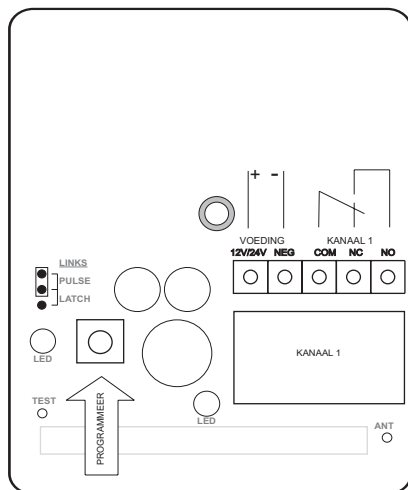 + -
VOEDING KANAAL 1
12V/24V NEG COM NC NO
LINKS
PULSE
LATCH
KANAAL 1
LED
LED
TEST
ANT
PROGRAMMEER